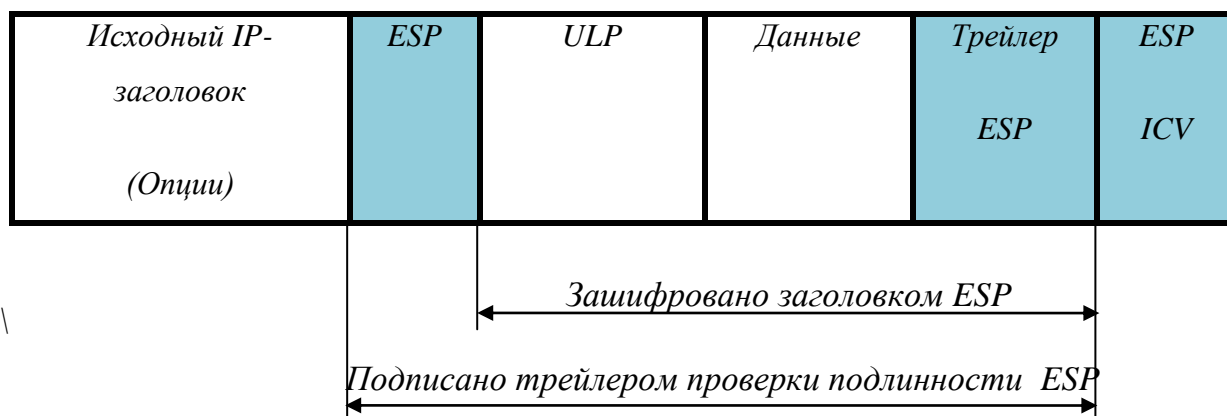 Исходный IP- ESP ULP Данные Трейлер ESP
заголовок
ESP ICV
(Опции)
Зашифровано заголовком ESP
\
Подписано трейлером проверки подлинности ESP